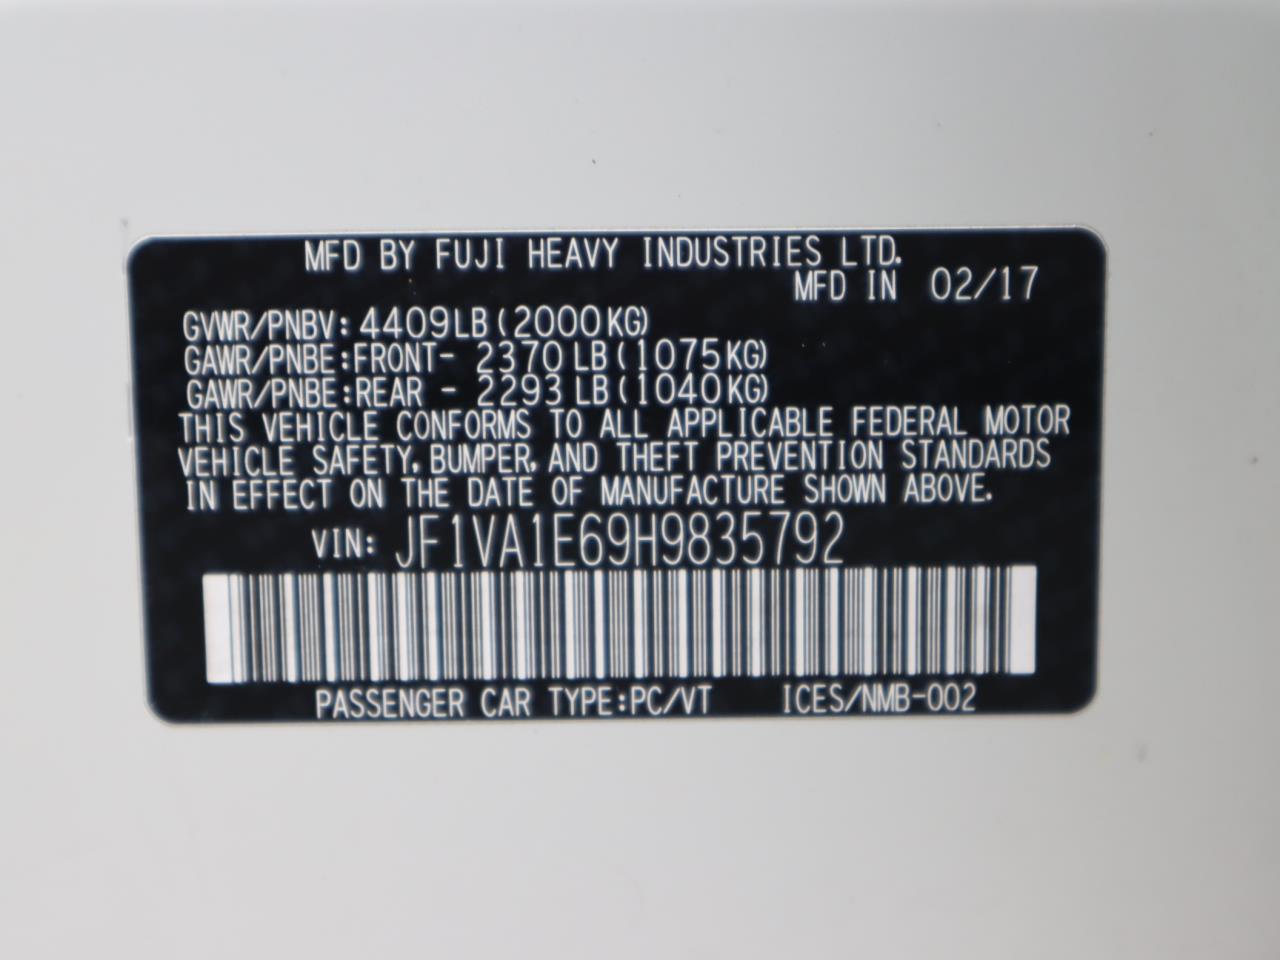 MFD BY FUJI HEAVY INDUSTRIES LTD.
MFD IN 02/17
GVWR/PNBV: 4409LB(2000KG)
GAWR/PNBE:FRONT- 2370LB(1075KG)
GAWR/PNBE:REAR - 2293LB(1040KG)
THIS VEHICLE CONFORMS TO ALL APPLICABLE FEDERAL MOTOR
VEHICLE SAFETY, BUMPER, AND THEFT PREVENTION STANDARDS
IN EFFECT ON THE DATE OF MANUFACTURE SHOWN ABOVE.
VIN: JF1VA1E69H9835792
PASSENGER CAR TYPE:PC/VT ICES/NMB-002